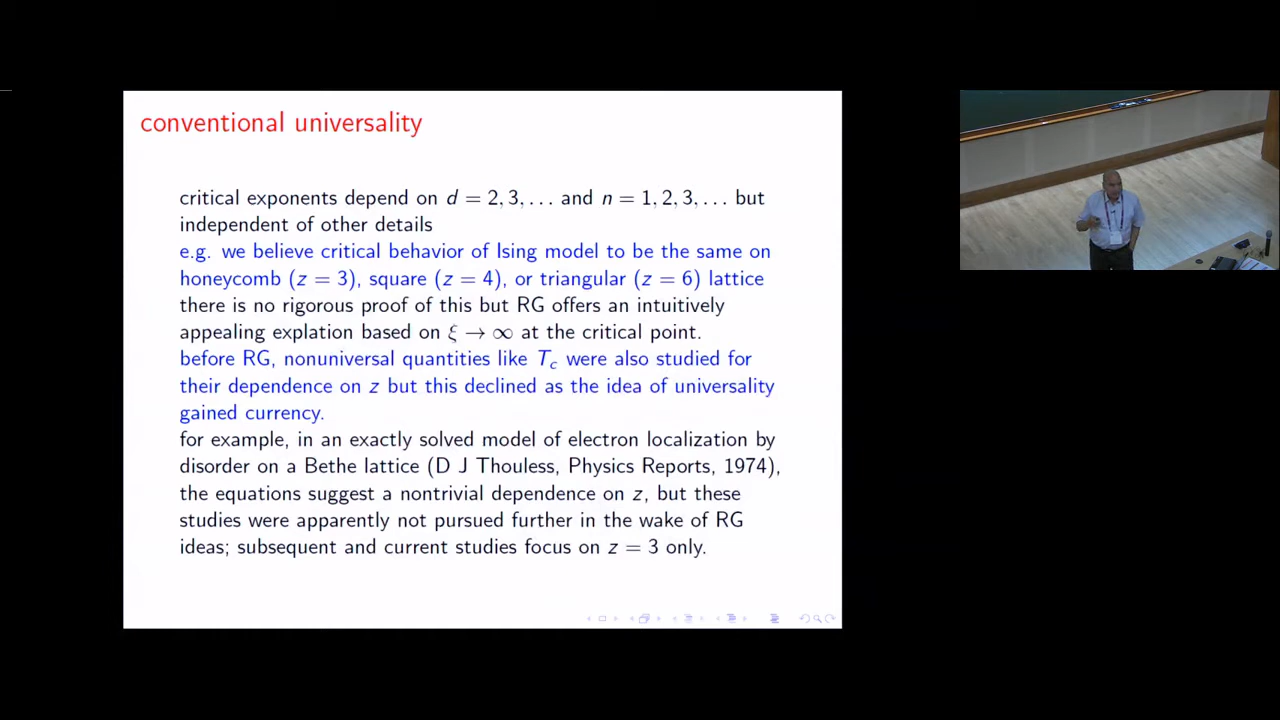 conventional universality
critical exponents depend on d = 2, 3, . . . and n = 1, 2, 3, . . . but
independent of other details
e.g. we believe critical behavior of Ising model to be the same on
honeycomb (z = 3), square (z = 4), or triangular (z = 6) lattice
there is no rigorous proof of this but RG offers an intuitively
appealing explation based on ξ → ∞ at the critical point.
before RG, nonuniversal quantities like T_c were also studied for
their dependence on z but this declined as the idea of universality
gained currency.
for example, in an exactly solved model of electron localization by
disorder on a Bethe lattice (D J Thouless, Physics Reports, 1974),
the equations suggest a nontrivial dependence on z, but these
studies were apparently not pursued further in the wake of RG
ideas; subsequent and current studies focus on z = 3 only.